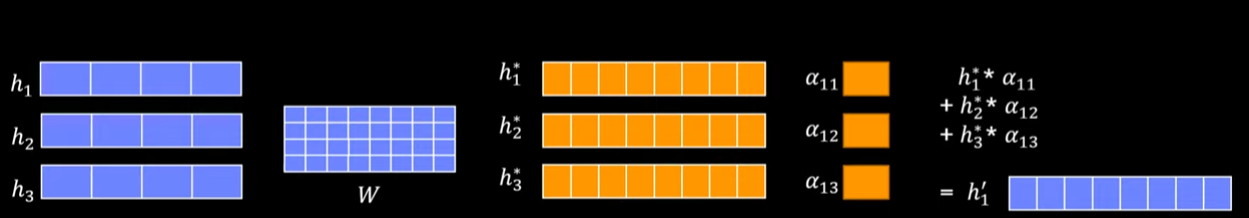 h₁
h₂
h₃
W
h₁*
h₂*
h₃*
α₁₁
α₁₂
α₁₃
h₁* * α₁₁
+ h₂* * α₁₂
+ h₃* * α₁₃
= h₁′